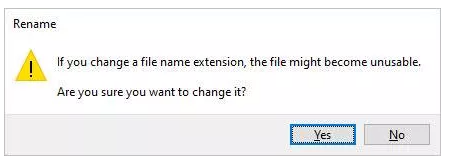 Rename
If you change a file name extension, the file might become unusable.
Are you sure you want to change it?
Yes
No